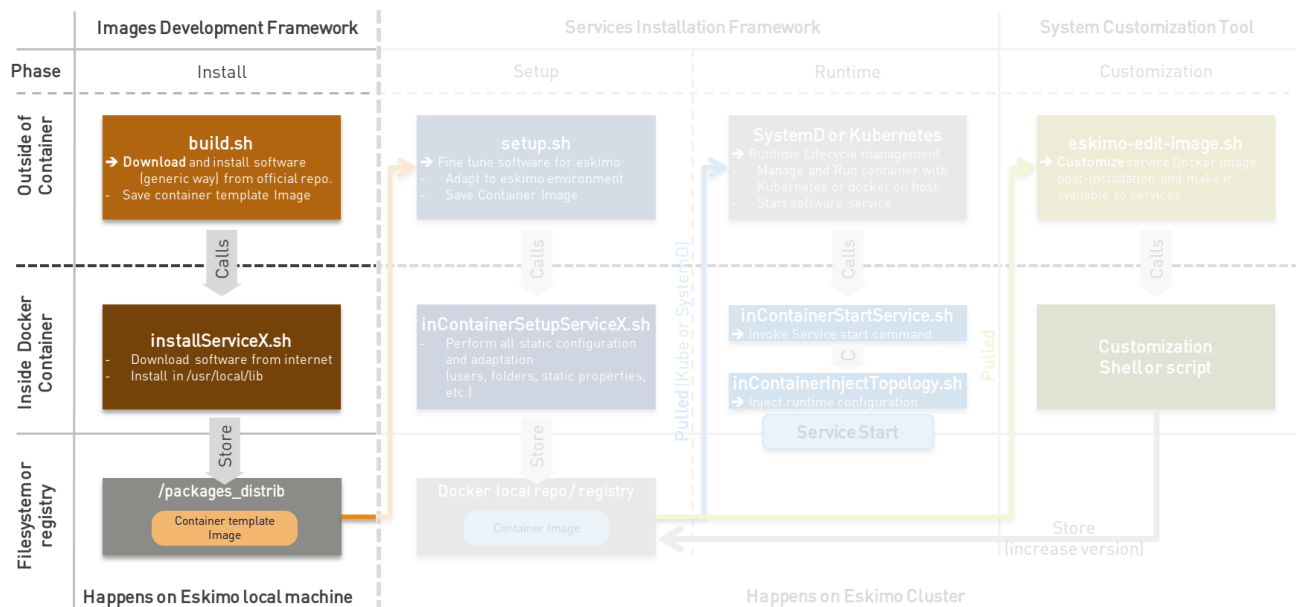 Images Development Framework
Services Installation Framework
System Customization Tool
Phase
Install
Setup
Runtime
Customization
Outside of
Container
build.sh
➔ Download and install software
(generic way) from official repo.
- Save container template Image
setup.sh
➔ Fine tune software for eskimo
- Adapt to eskimo environment
- Save Container Image
SystemD or Kubernetes
➔ Runtime Lifecycle management
- Manage and Run container with
Kubernetes or docker on host.
- Start software service
eskimo-edit-image.sh
➔ Customize service Docker image
post-installation and make if
available to services
Calls
Calls
Calls
Calls
Inside Docker
Container
installServiceX.sh
- Download software from internet
- Install in /usr/local/lib
inContainerSetupServiceX.sh
- Perform all static configuration
and adaptation
(users, folders, static properties,
etc.)
Pulled (Kube or SystemD)
inContainerStartService.sh
➔ Invoke Service start command
C
inContainerInjectTopology.sh
➔ Inject runtime configuration
Service Start
Pulled
Customization
Shell or script
Store
Store
Filesystem or
registry
/packages_distrib
Container template
Image
Docker local repo / registry
Container Image
Store
(increase version)
Happens on Eskimo local machine
Happens on Eskimo Cluster